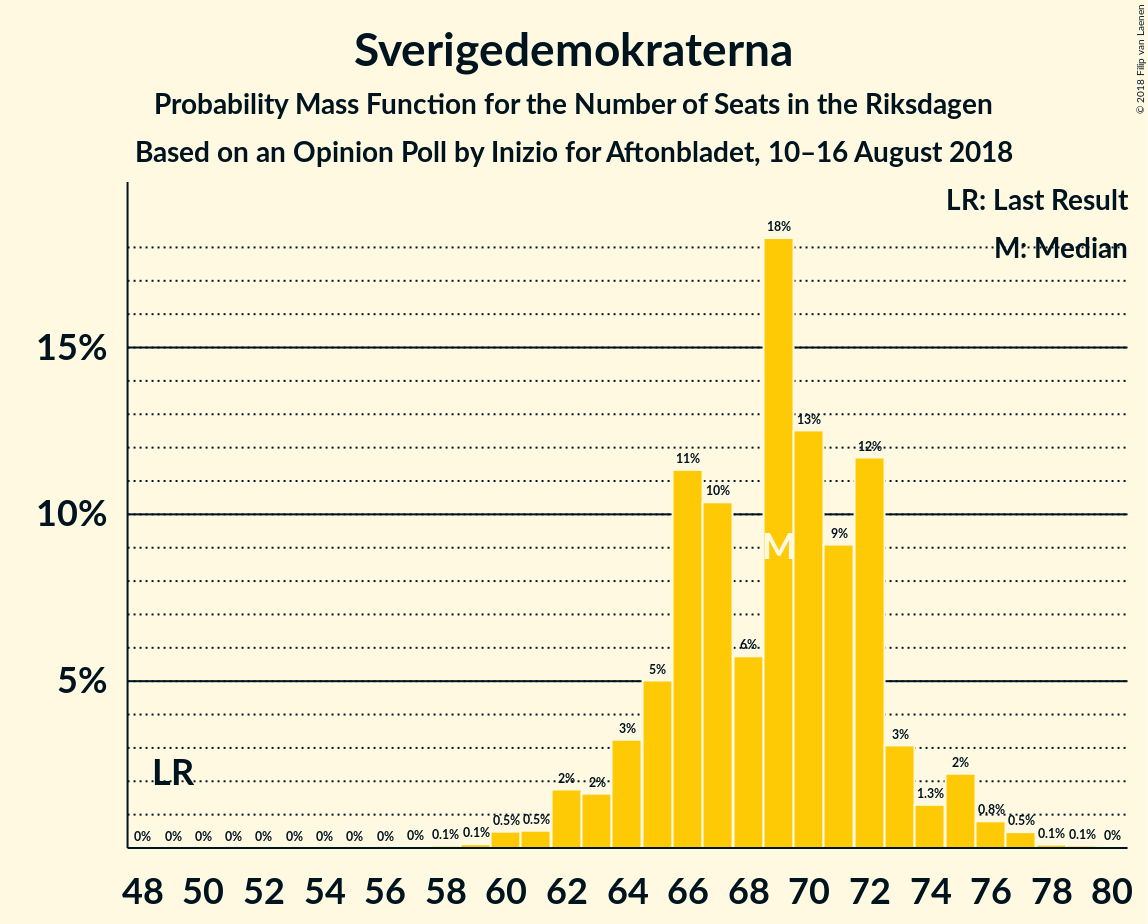 Sverigedemokraterna
Probability Mass Function for the Number of Seats in the Riksdagen
Based on an Opinion Poll by Inizio for Aftonbladet, 10–16 August 2018
© 2018 Filip van Laenen
LR: Last Result
M: Median
18%
15%
13%
12%
11%
10%
10%
9%
M
6%
5%
5%
3%
3%
LR
2%
2%
2%
1.3%
0.8%
0% 0% 0% 0% 0% 0% 0% 0% 0% 0% 0.1% 0.1% 0.5% 0.5% 0.5% 0.1% 0.1% 0%
48 50 52 54 56 58 60 62 64 66 68 70 72 74 76 78 80